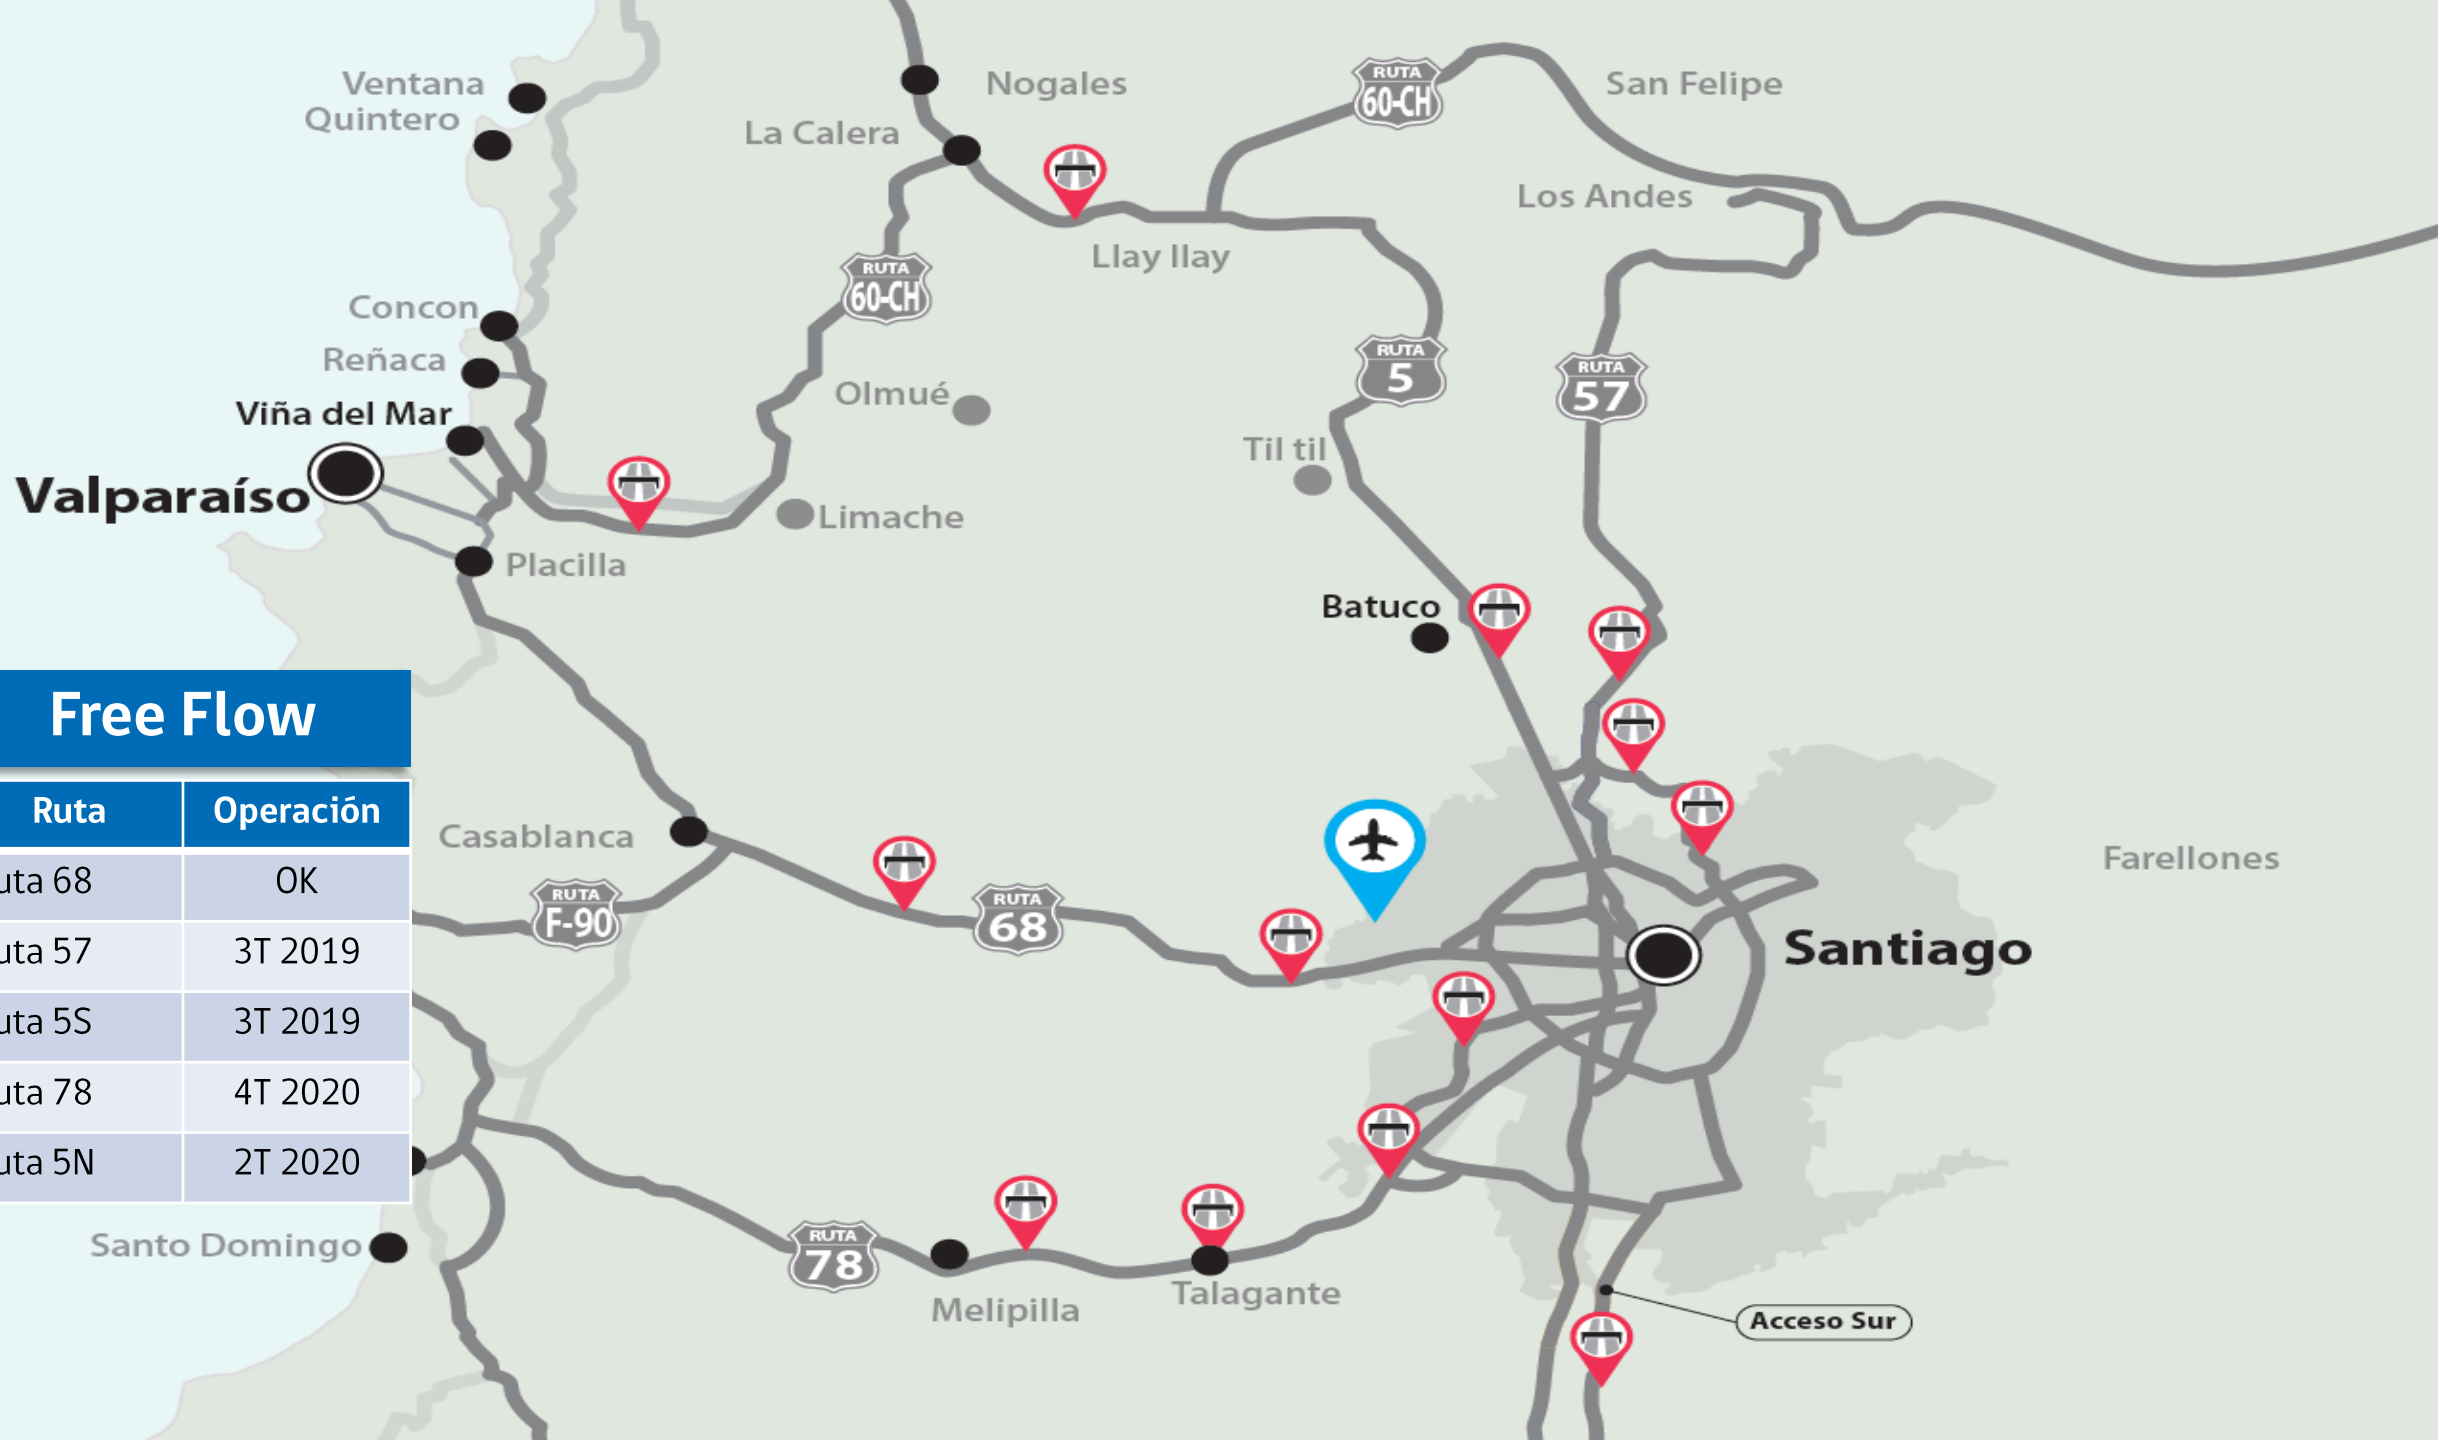 Ventana
Quintero
Nogales
La Calera
RUTA
60-CH
San Felipe
Los Andes
Llay llay
RUTA
60-CH
Concon
Reñaca
Viña del Mar
Valparaíso
Olmué
RUTA
5
RUTA
57
Til til
Limache
Placilla
Batuco
Free Flow
Ruta Operación
uta 68 OK
uta 57 3T 2019
uta 5S 3T 2019
uta 78 4T 2020
uta 5N 2T 2020
Casablanca
RUTA
F-90
RUTA
68
Farellones
Santiago
Santo Domingo
RUTA
78
Melipilla
Talagante
Acceso Sur